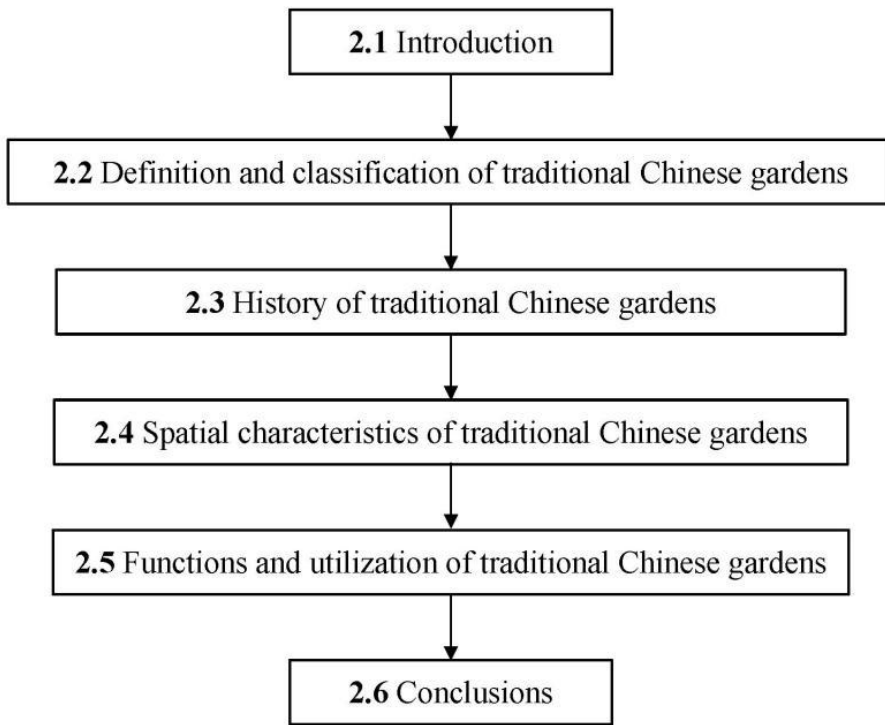 2.1 Introduction
2.2 Definition and classification of traditional Chinese gardens
2.3 History of traditional Chinese gardens
2.4 Spatial characteristics of traditional Chinese gardens
2.5 Functions and utilization of traditional Chinese gardens
2.6 Conclusions